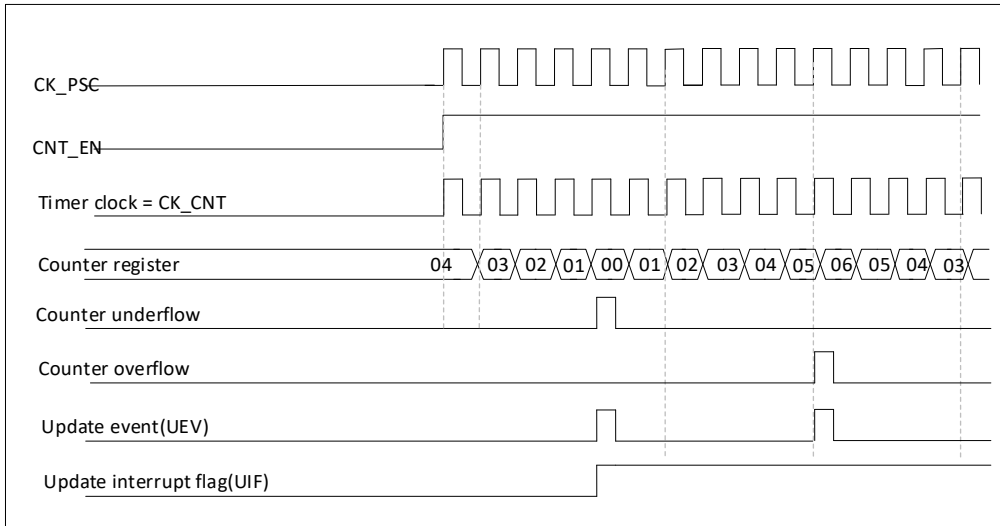 CK_PSC
CNT_EN
Timer clock = CK_CNT
Counter register 04 03 02 01 00 01 02 03 04 05 06 05 04 03
Counter underflow
Counter overflow
Update event(UEV)
Update interrupt flag(UIF)